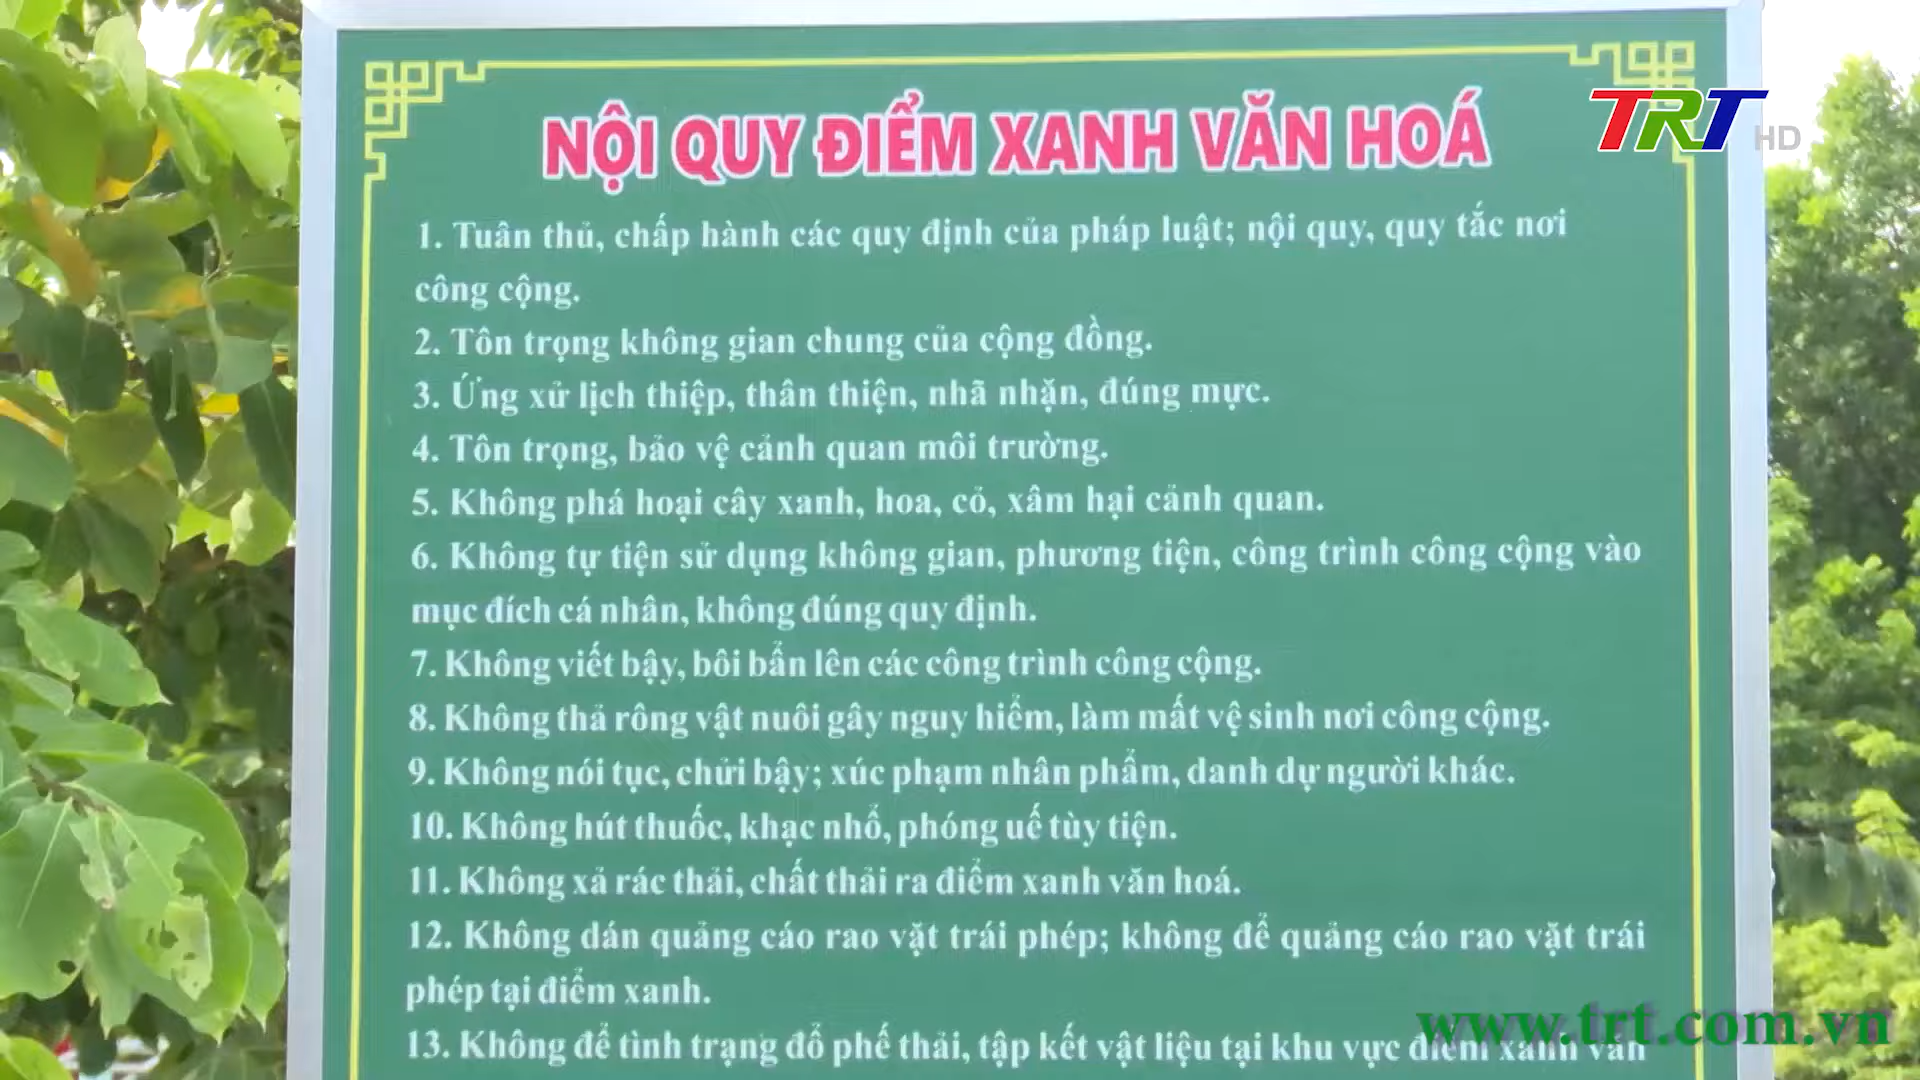 NỘI QUY ĐIỂM XANH VĂN HOÁ
TRT HD
1. Tuân thủ, chấp hành các quy định của pháp luật; nội quy, quy tắc nơi
công cộng.
2. Tôn trọng không gian chung của cộng đồng.
3. Ứng xử lịch thiệp, thân thiện, nhã nhặn, đúng mực.
4. Tôn trọng, bảo vệ cảnh quan môi trường.
5. Không phá hoại cây xanh, hoa, cỏ, xâm hại cảnh quan.
6. Không tự tiện sử dụng không gian, phương tiện, công trình công cộng vào
mục đích cá nhân, không đúng quy định.
7. Không viết bậy, bôi bẩn lên các công trình công cộng.
8. Không thả rông vật nuôi gây nguy hiểm, làm mất vệ sinh nơi công cộng.
9. Không nói tục, chửi bậy; xúc phạm nhân phẩm, danh dự người khác.
10. Không hút thuốc, khạc nhổ, phóng uế tùy tiện.
11. Không xả rác thải, chất thải ra điểm xanh văn hoá.
12. Không dán quảng cáo rao vặt trái phép; không để quảng cáo rao vặt trái
phép tại điểm xanh.
13. Không để tình trạng đổ phế thải, tập kết vật liệu tại khu vực điểm xanh văn
www.trt.com.vn